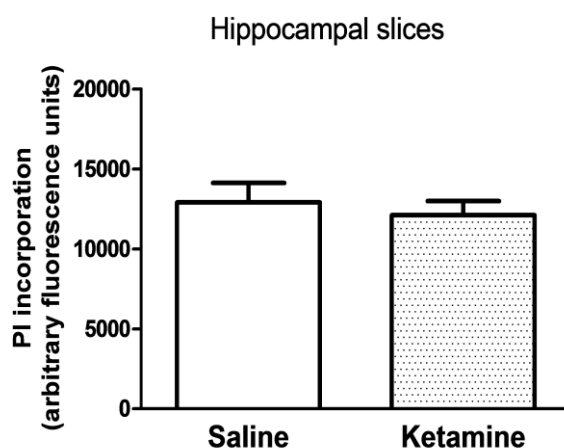 Hippocampal slices
PI incorporation
(arbitrary fluorescence units)
20000
15000
10000
5000
0
Saline
Ketamine